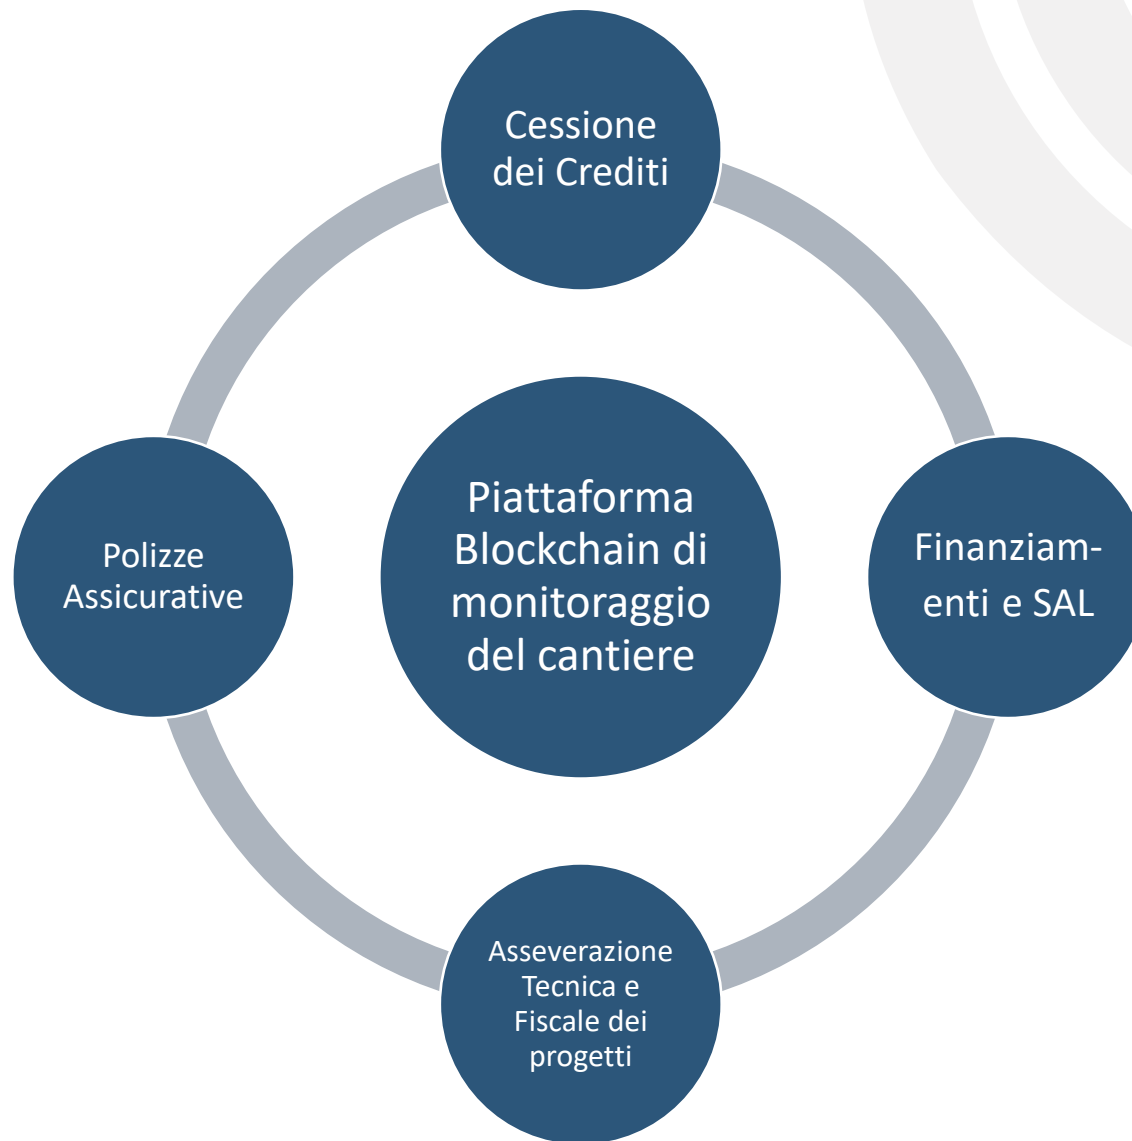 Cessione
dei Crediti
Piattaforma
Blockchain di
monitoraggio
del cantiere
Polizze
Assicurative
Finanziam-
enti e SAL
Asseverazione
Tecnica e
Fiscale dei
progetti